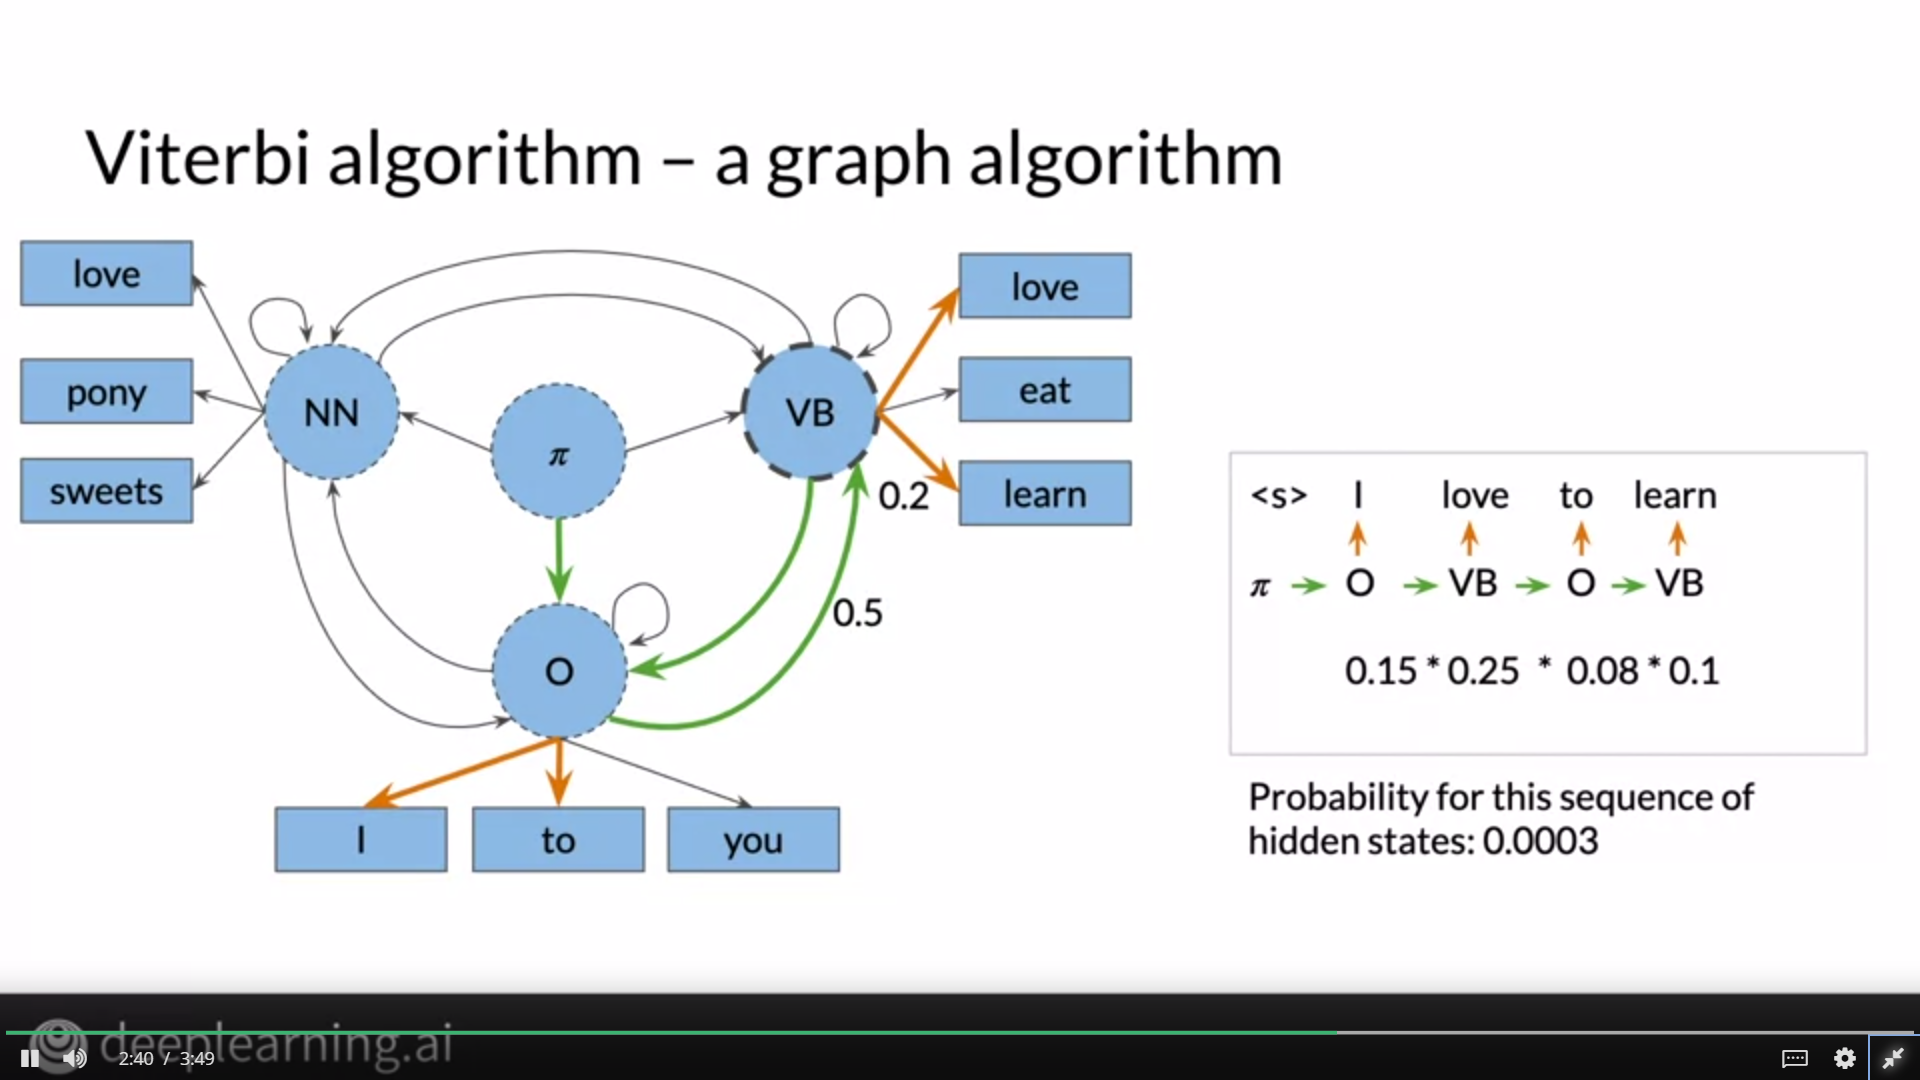 Viterbi algorithm – a graph algorithm
love
pony
sweets
NN
π
VB
O
love
eat
learn
0.2
0.5
I
to
you
<s> I love to learn
π O VB O VB
0.15 * 0.25 * 0.08 * 0.1
Probability for this sequence of
hidden states: 0.0003
deeplearning.ai
2:40 / 3:49